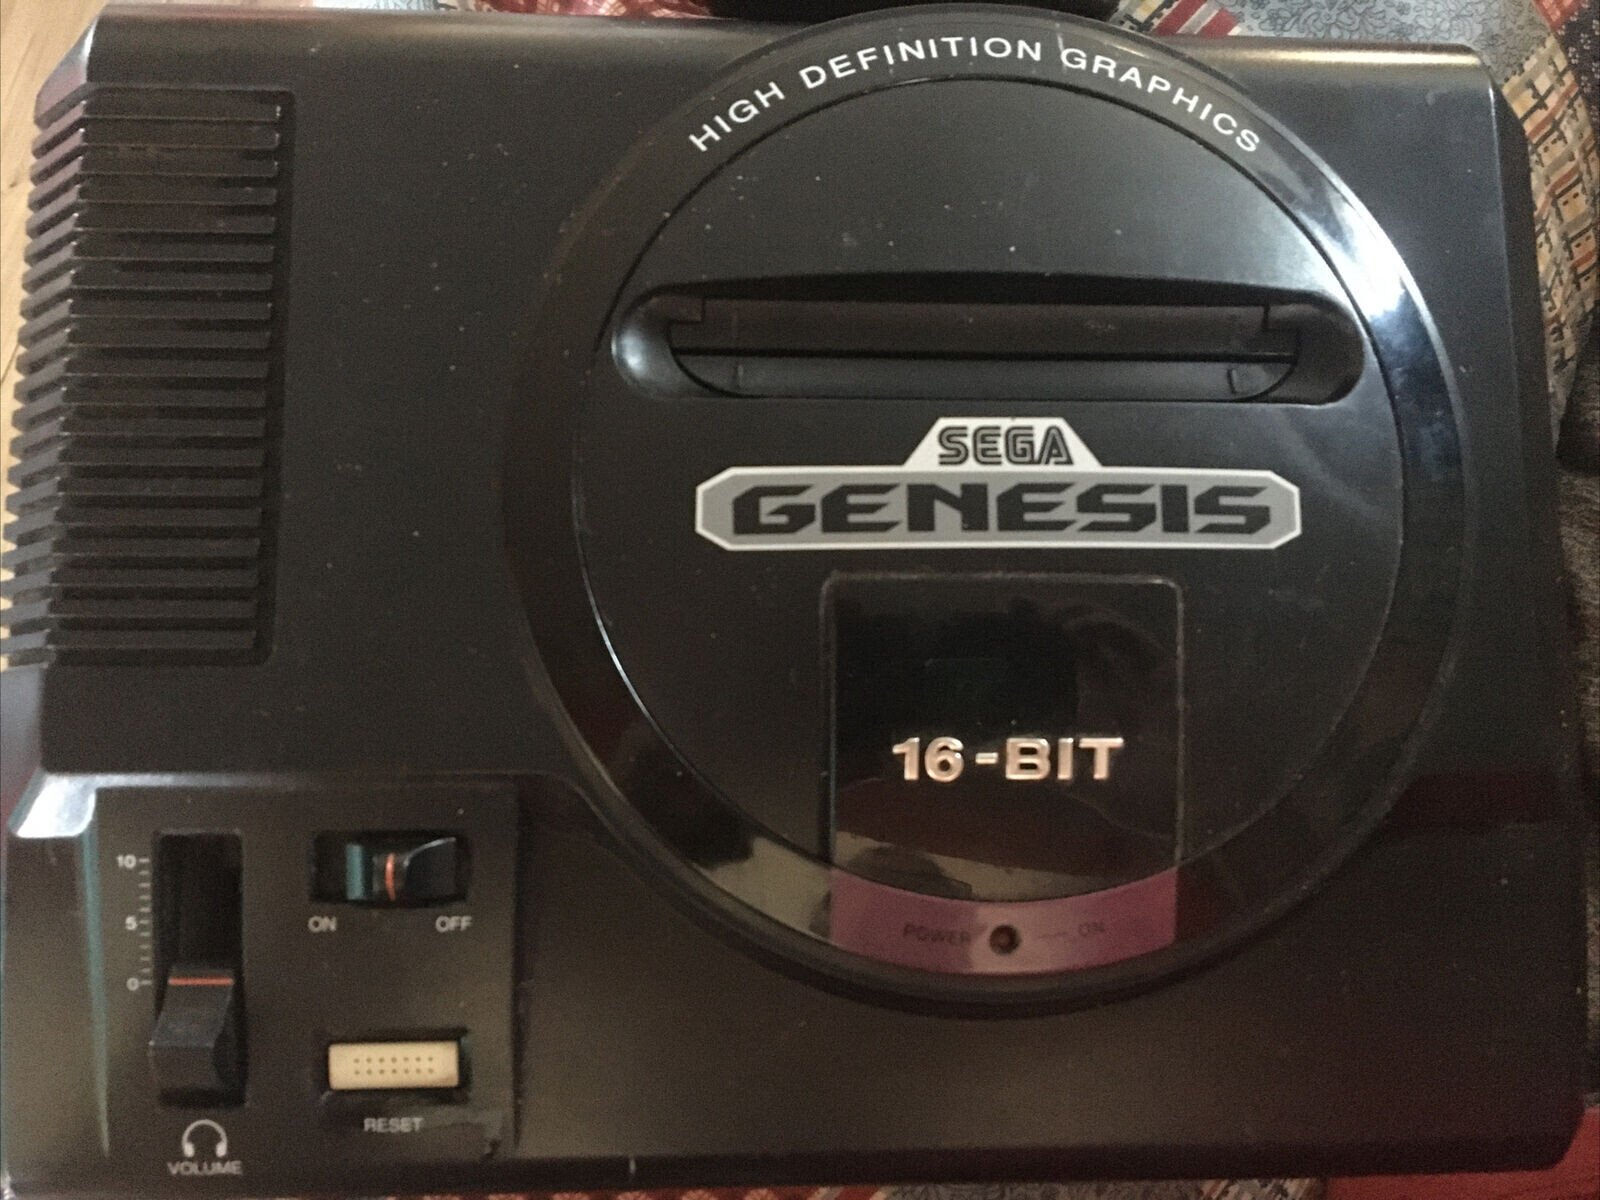 HIGH DEFINITION GRAPHICS
SEGA
GENESIS
16-BIT
POWER ON
10
5
0
ON OFF
RESET
VOLUME